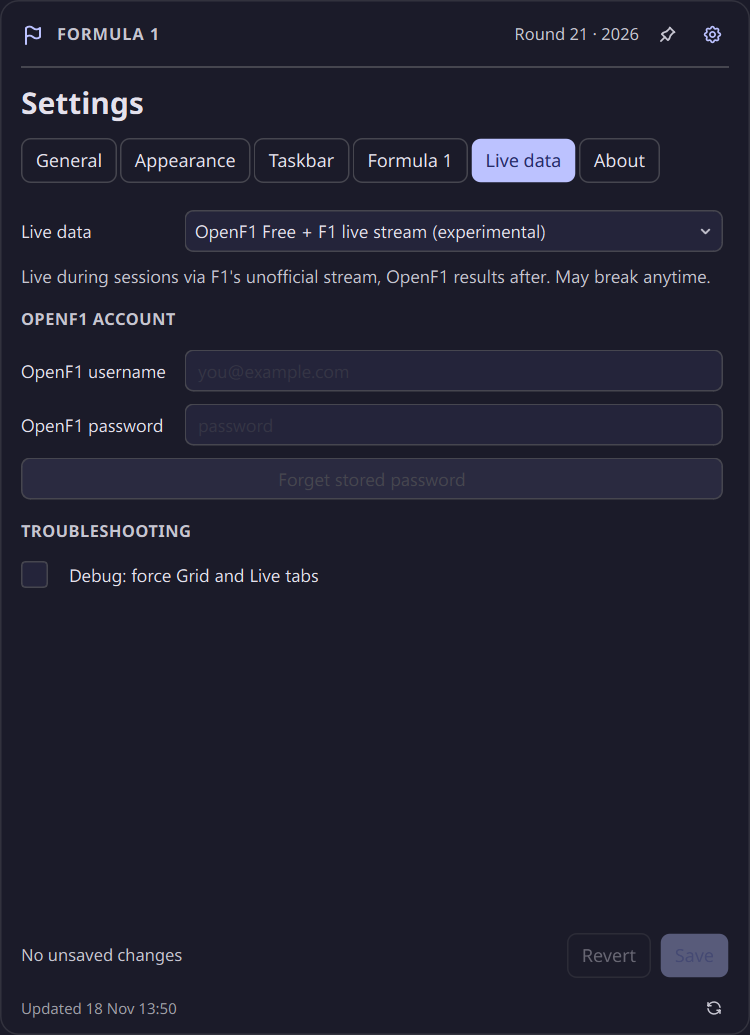 FORMULA 1
Round 21 · 2026
Settings
General Appearance Taskbar Formula 1 Live data About
Live data OpenF1 Free + F1 live stream (experimental)
Live during sessions via F1's unofficial stream, OpenF1 results after. May break anytime.
OPENF1 ACCOUNT
OpenF1 username you@example.com
OpenF1 password password
Forget stored password
TROUBLESHOOTING
Debug: force Grid and Live tabs
No unsaved changes Revert Save
Updated 18 Nov 13:50